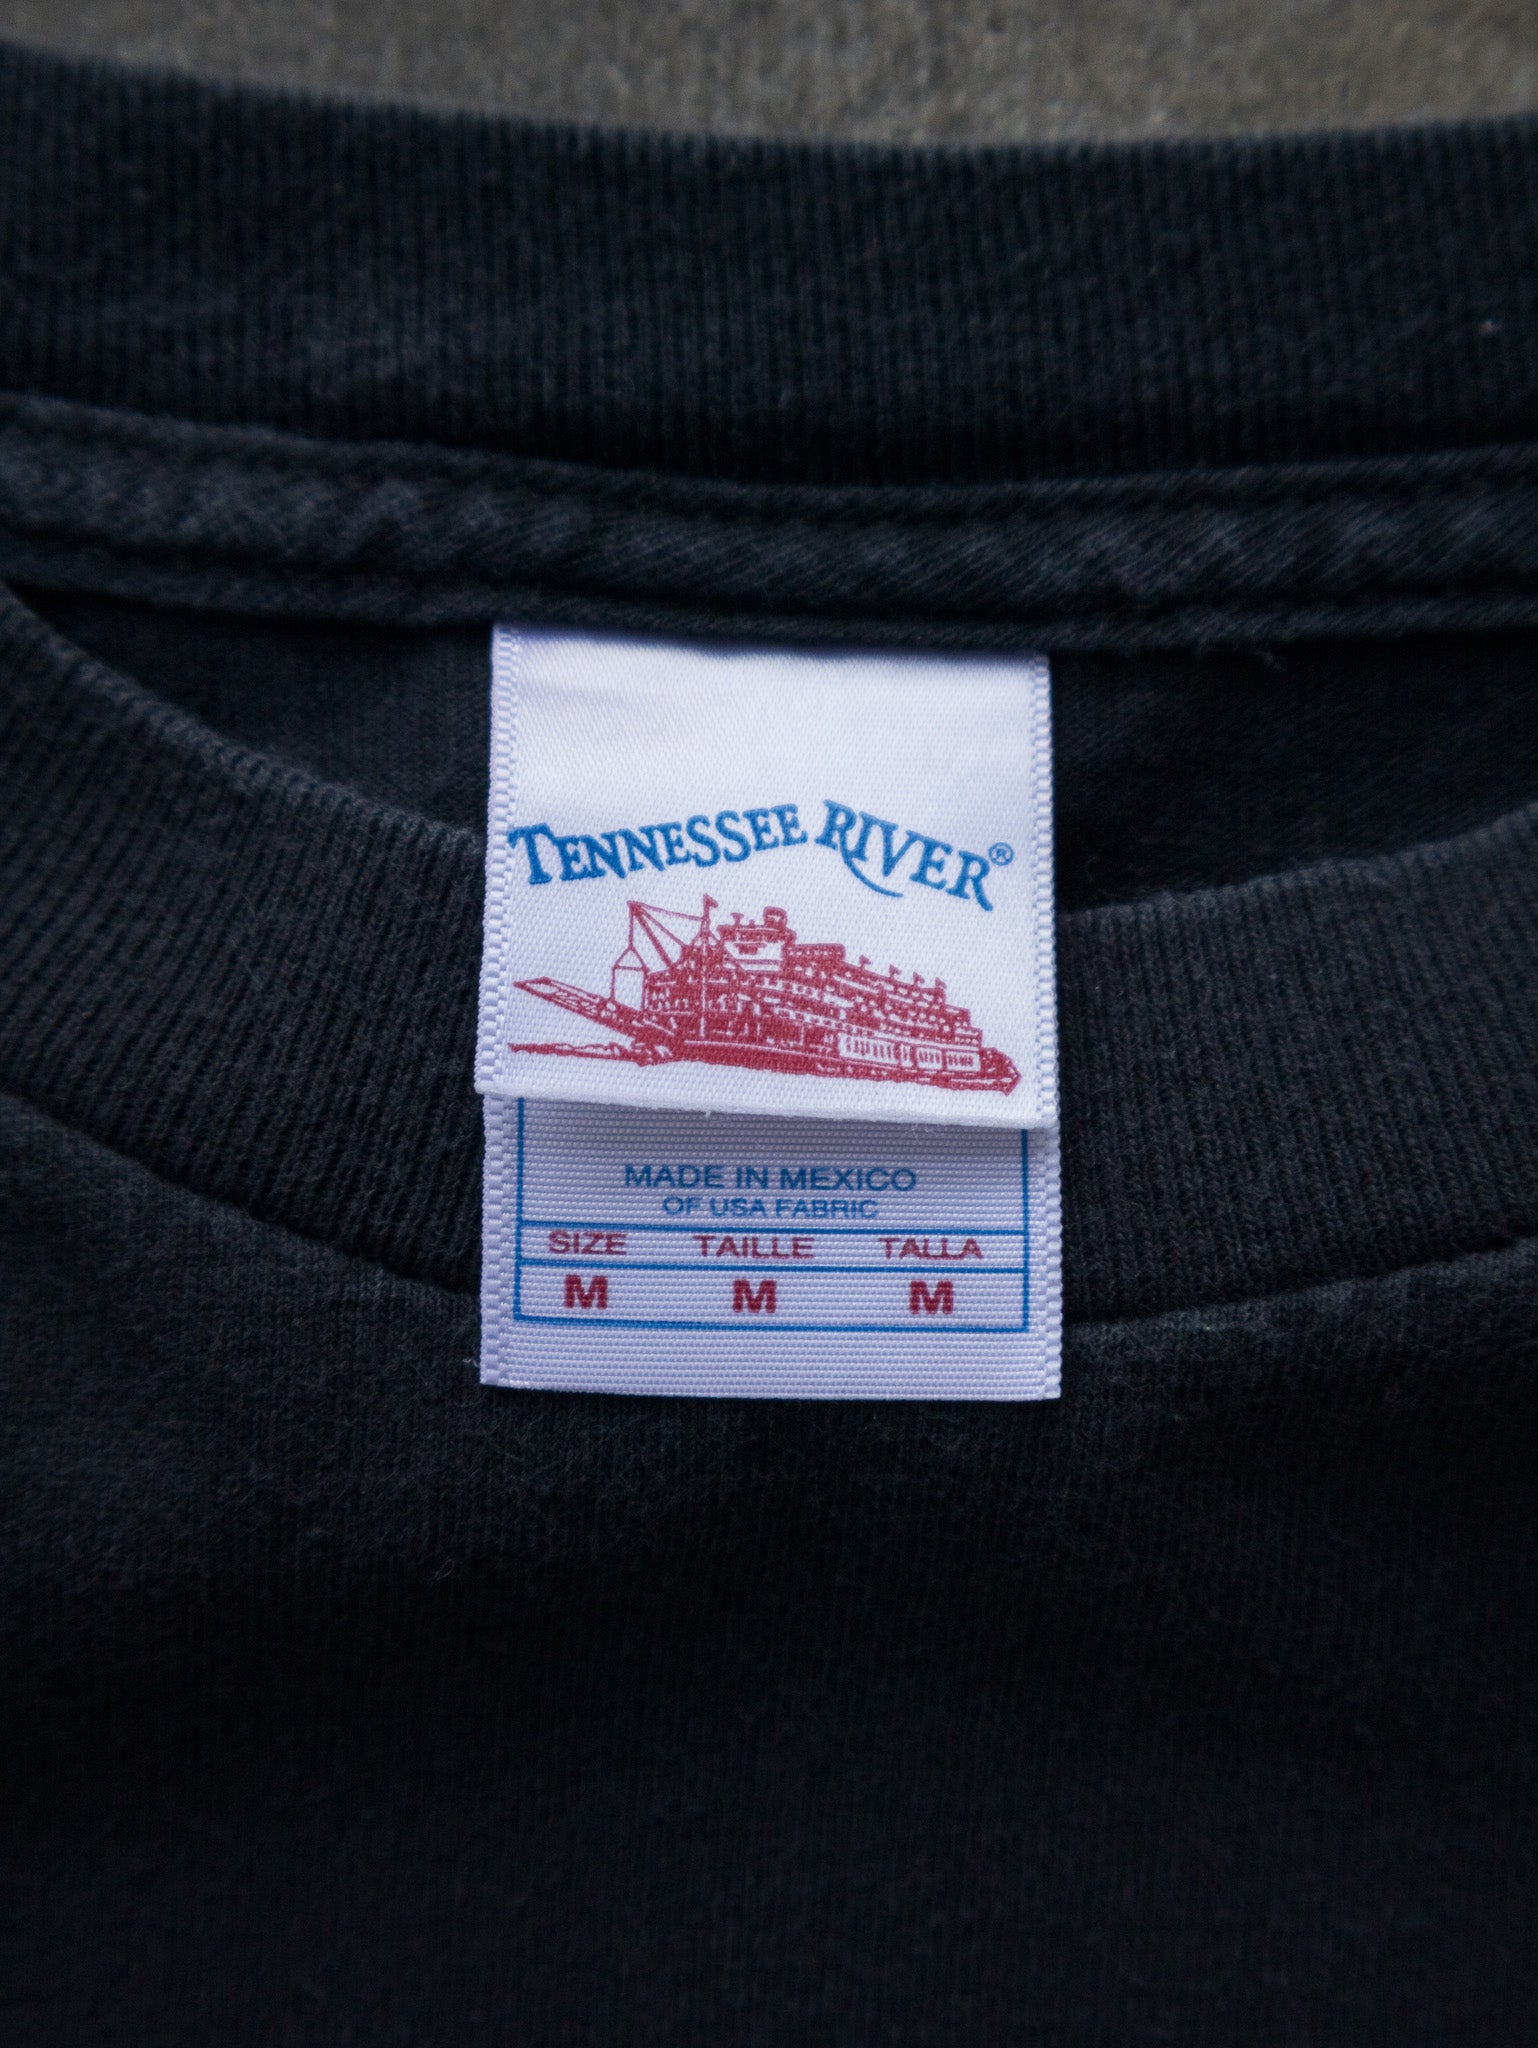 TENNESSEE RIVER®
MADE IN MEXICO
OF USA FABRIC
SIZE TAILLE TALLA
M M M